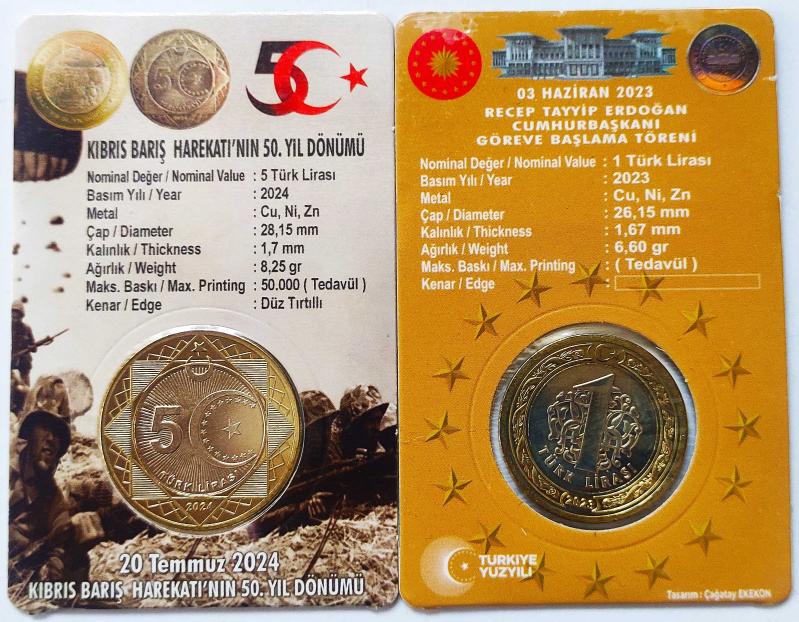 50
KIBRIS BARIŞ HAREKATI'NIN 50. YIL DÖNÜMÜ
Nominal Değer / Nominal Value : 5 Türk Lirası
Basım Yılı / Year : 2024
Metal : Cu, Ni, Zn
Çap / Diameter : 28,15 mm
Kalınlık / Thickness : 1,7 mm
Ağırlık / Weight : 8,25 gr
Maks. Baskı / Max. Printing : 50.000 ( Tedavül )
Kenar / Edge : Düz Tırtıllı
5
TÜRK LİRASI
2024
20 Temmuz 2024
KIBRIS BARIŞ HAREKATI'NIN 50. YIL DÖNÜMÜ
03 HAZİRAN 2023
RECEP TAYYİP ERDOĞAN
CUMHURBAŞKANI
GÖREVE BAŞLAMA TÖRENİ
Nominal Değer / Nominal Value : 1 Türk Lirası
Basım Yılı / Year : 2023
Metal : Cu, Ni, Zn
Çap / Diameter : 26,15 mm
Kalınlık / Thickness : 1,67 mm
Ağırlık / Weight : 6,60 gr
Maks. Baskı / Max. Printing : ( Tedavül )
Kenar / Edge :
1
TÜRK LİRASI
(2023)
TÜRKİYE
YÜZYILI
Tasarım : Çağatay EKEKON